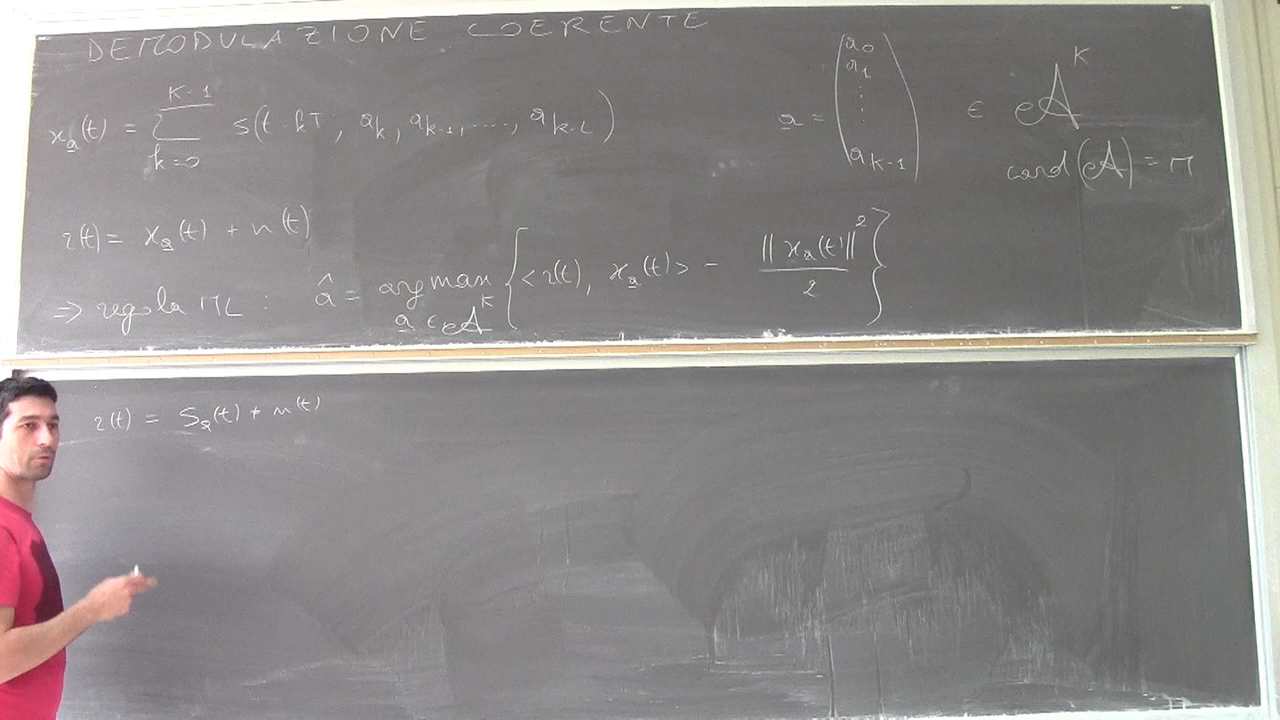 DEMODULAZIONE COERENTE
x_a(t) = ∑_{k=0}^{K-1} s(t-kT; a_k, a_{k-1}, ...., a_{k-L})
a = (a_0 a_1 ⋮ a_{K-1}) ∈ 𝒜^K
card(𝒜) = M
r(t) = x_a(t) + n(t)
⇒ regola ML : â = argmax_{a ∈ 𝒜^K} { <r(t), x_a(t)> - ||x_a(t)||^2 / 2 }
r(t) = S_a(t) + n(t)